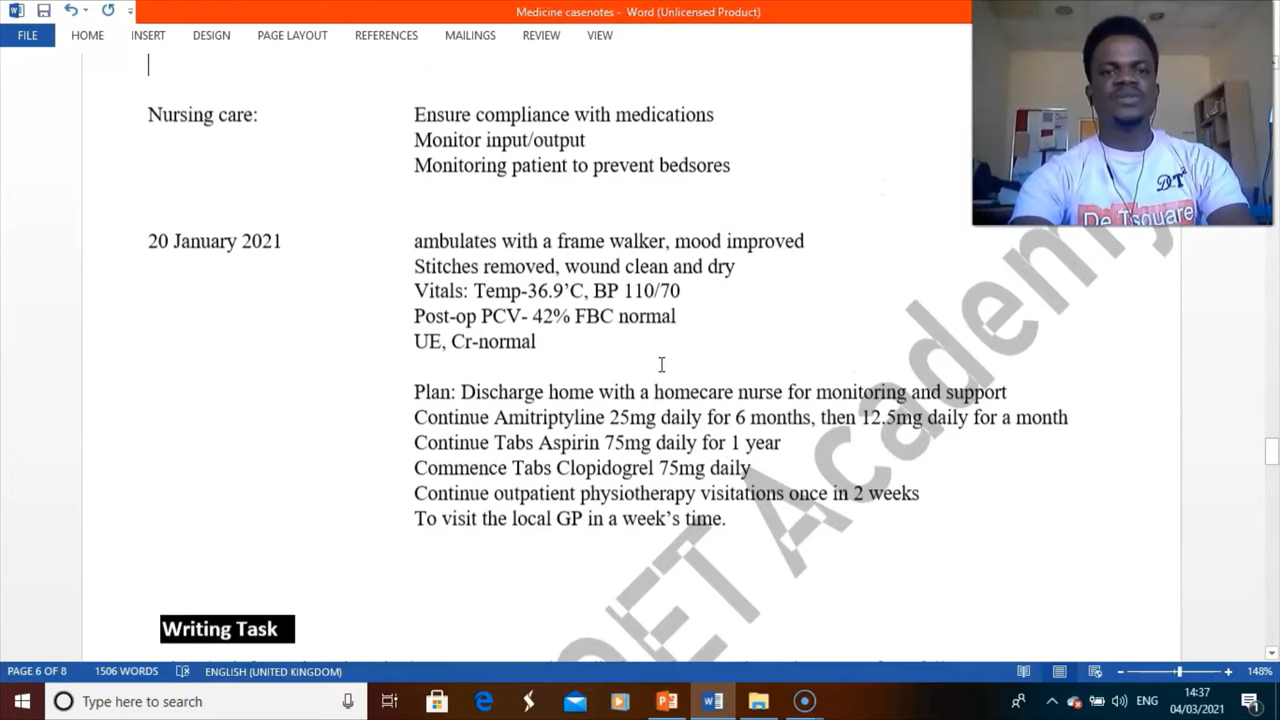 Medicine casenotes - Word (Unlicensed Product)
FILE HOME INSERT DESIGN PAGE LAYOUT REFERENCES MAILINGS REVIEW VIEW
Nursing care: Ensure compliance with medications
Monitor input/output
Monitoring patient to prevent bedsores
De Tsquare
20 January 2021 ambulates with a frame walker, mood improved
Stitches removed, wound clean and dry
Vitals: Temp-36.9’C, BP 110/70
Post-op PCV- 42% FBC normal
UE, Cr-normal
Plan: Discharge home with a homecare nurse for monitoring and support
Continue Amitriptyline 25mg daily for 6 months, then 12.5mg daily for a month
Continue Tabs Aspirin 75mg daily for 1 year
Commence Tabs Clopidogrel 75mg daily
Continue outpatient physiotherapy visitations once in 2 weeks
To visit the local GP in a week’s time.
OET Academy
Writing Task
PAGE 6 OF 8 1506 WORDS ENGLISH (UNITED KINGDOM) 148%
Type here to search ENG 14:37
04/03/2021